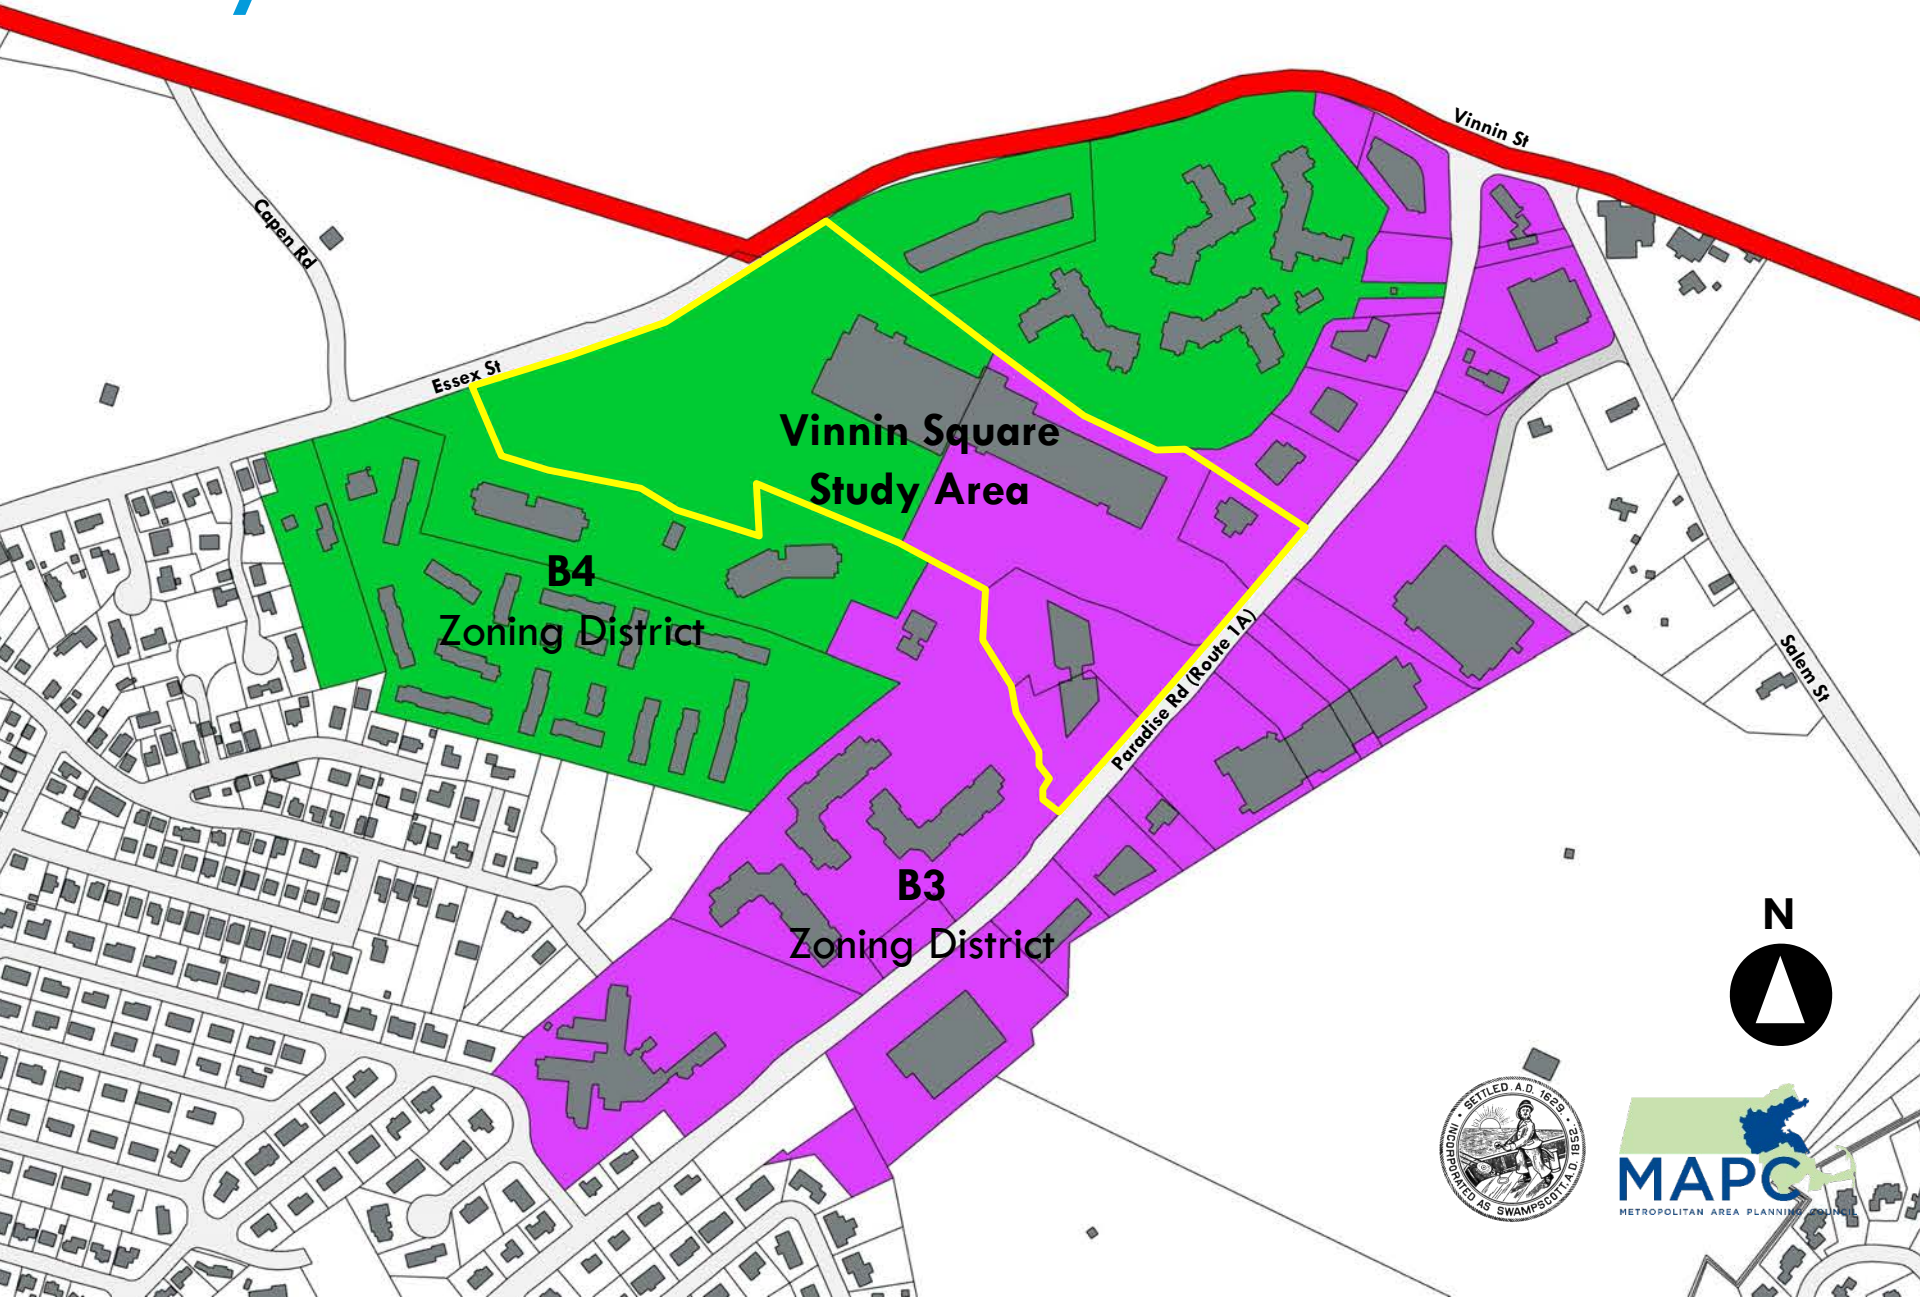 Vinnin St
Capen Rd
Essex St
Vinnin Square
Study Area
B4
Zoning District
Paradise Rd (Route 1A)
Salem St
B3
Zoning District
N
SETTLED. A.D. 1629.
INCORPORATED AS SWAMPSCOTT, A.D. 1852.
MAPC
METROPOLITAN AREA PLANNING COUNCIL